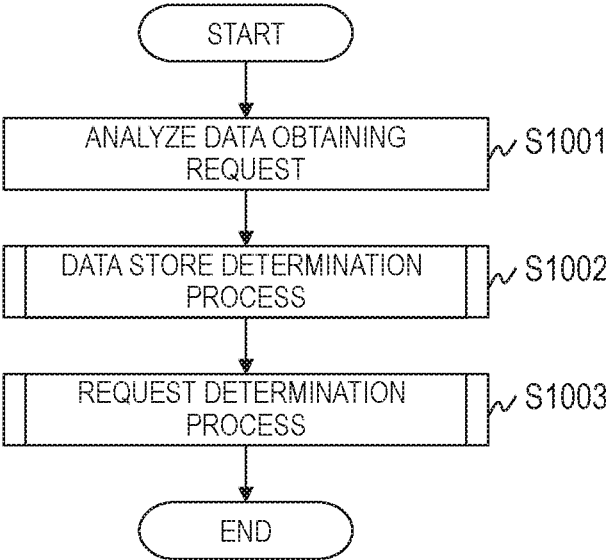 START
ANALYZE DATA OBTAINING
REQUEST
S1001
DATA STORE DETERMINATION
PROCESS
S1002
REQUEST DETERMINATION
PROCESS
S1003
END